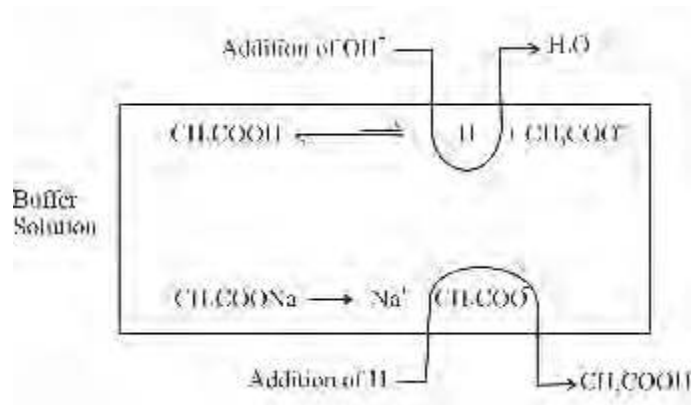 Addition of OH⁻ → H₂O
CH₃COOH ⇌ H + CH₃COO⁻
Buffer
Solution
CH₃COONa → Na⁺ CH₃COO⁻
Addition of H → CH₃COOH